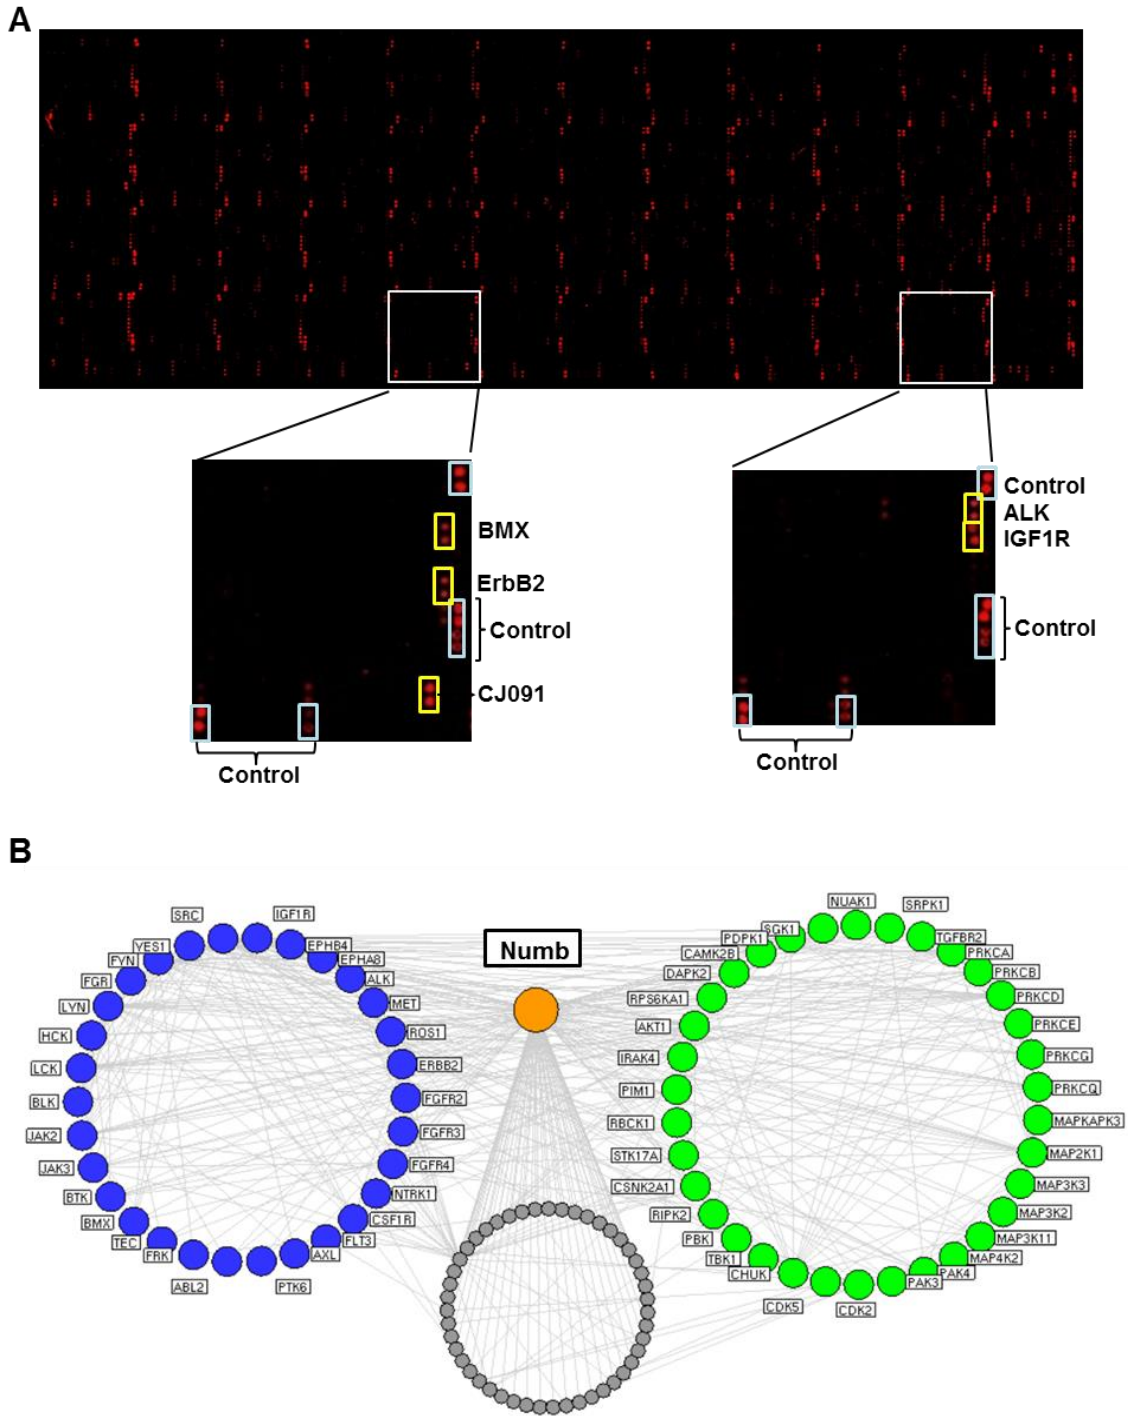 A
BMX
ErbB2
Control
CJ091
Control
Control
ALK
IGF1R
Control
Control
B
Numb
SRC
IGF1R
YES1
EPHB4
FYN
EPHA8
FGR
ALK
LYN
MET
HCK
ROS1
LCK
ERBB2
BLK
FGFR2
JAK2
FGFR3
JAK3
FGFR4
BTK
NTRK1
BMX
CSF1R
TEC
FLT3
FRK
AXL
ABL2
PTK6
NUAK1
SRPK1
SGK1
TGFBR2
PDPK1
PRKCA
CAMK2B
PRKCB
DAPK2
PRKCD
RPS6KA1
PRKCE
AKT1
PRKCG
IRAK4
PRKCQ
PIM1
MAPKAPK3
RBCK1
MAP2K1
STK17A
MAP3K3
CSNK2A1
MAP3K2
RIPK2
MAP3K11
PBK
MAP4K2
TBK1
PAK4
CHUK
PAK3
CDK5
CDK2